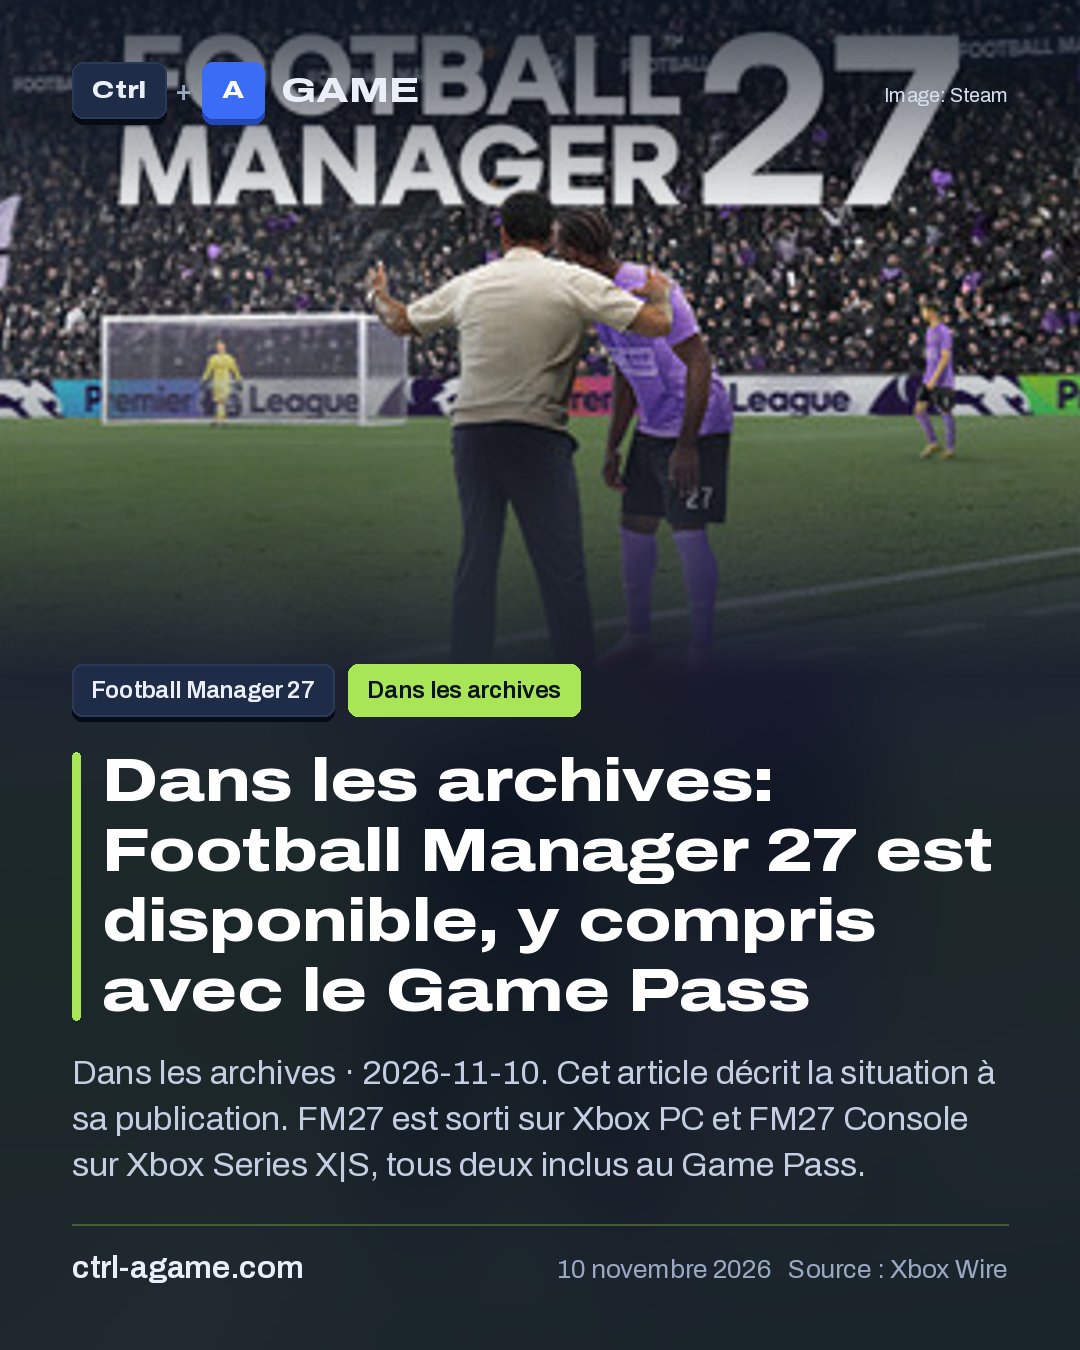 FOOTBALL
MANAGER 27
Ctrl + A GAME
Image: Steam
Premier League
League
27
Football Manager 27
Dans les archives
Dans les archives:
Football Manager 27 est
disponible, y compris
avec le Game Pass
Dans les archives · 2026-11-10. Cet article décrit la situation à
sa publication. FM27 est sorti sur Xbox PC et FM27 Console
sur Xbox Series X|S, tous deux inclus au Game Pass.
ctrl-agame.com
10 novembre 2026 Source : Xbox Wire